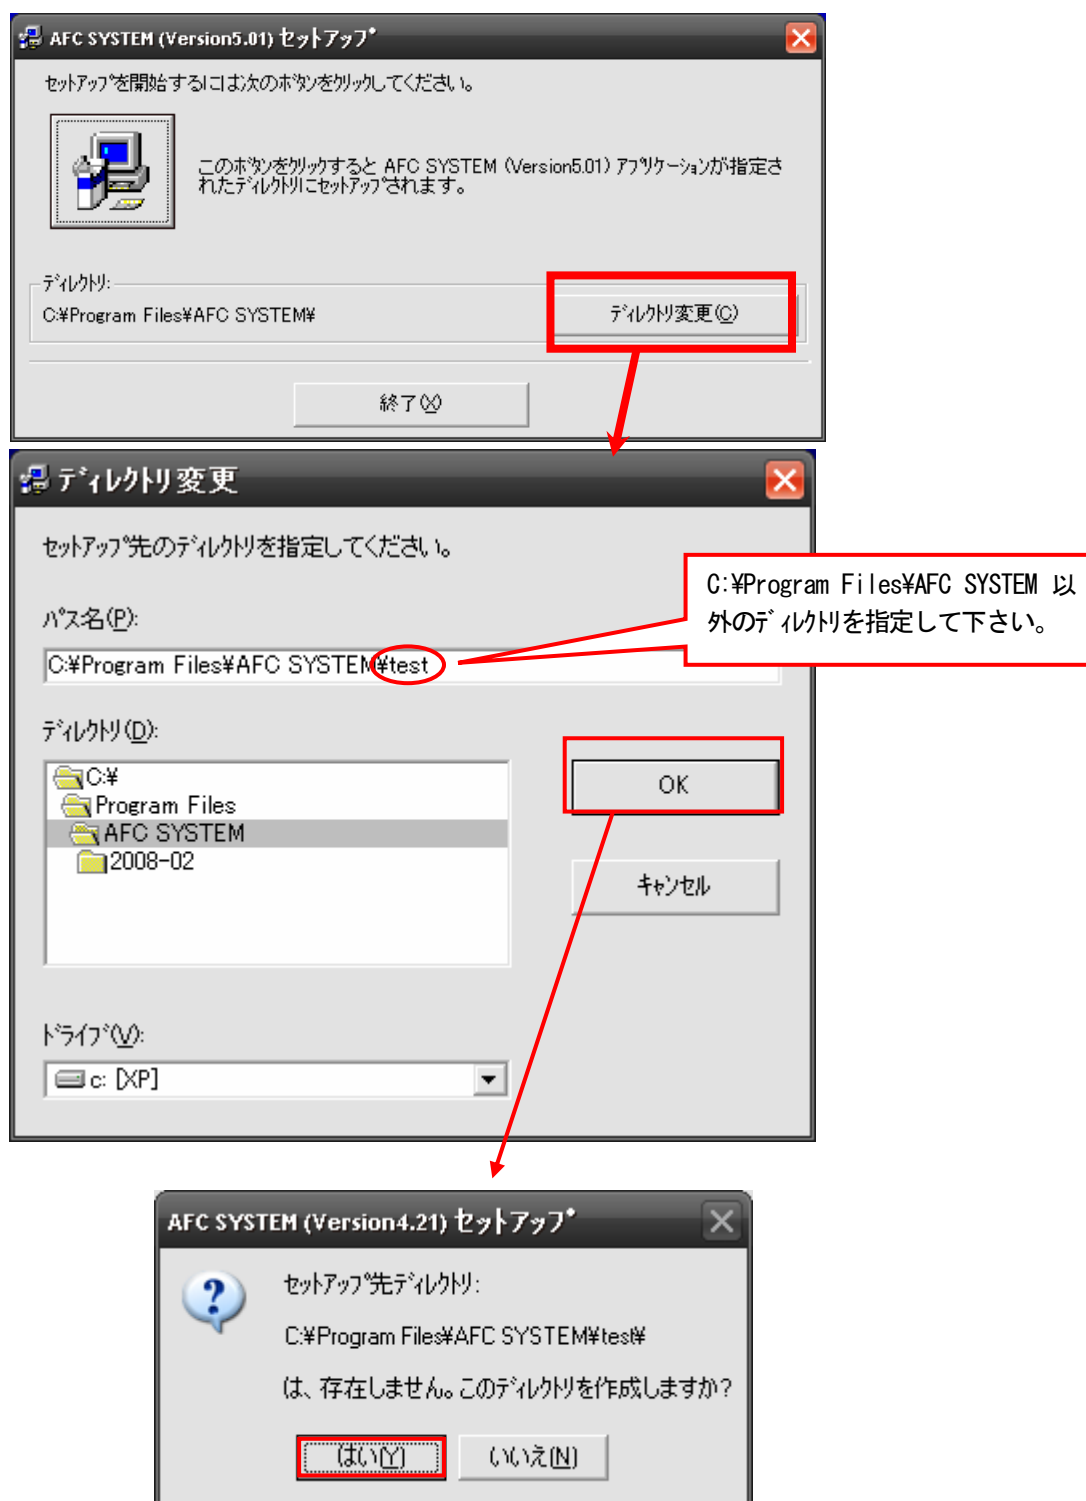 AFC SYSTEM (Version5.01) ｾｯﾄｱｯﾌﾟ
ｾｯﾄｱｯﾌﾟを開始するには次のﾎﾞﾀﾝをｸﾘｯｸしてください。
このﾎﾞﾀﾝをｸﾘｯｸすると AFC SYSTEM (Version5.01) ｱﾌﾟﾘｹｰｼｮﾝが指定さ
れたﾃﾞｨﾚｸﾄﾘにｾｯﾄｱｯﾌﾟされます。
ﾃﾞｨﾚｸﾄﾘ:
C:¥Program Files¥AFC SYSTEM¥
ﾃﾞｨﾚｸﾄﾘ変更(C)
終了(X)
ﾃﾞｨﾚｸﾄﾘ変更
ｾｯﾄｱｯﾌﾟ先のﾃﾞｨﾚｸﾄﾘを指定してください。
C:¥Program Files¥AFC SYSTEM 以
外のﾃﾞｨﾚｸﾄﾘを指定して下さい。
ﾊﾟｽ名(P):
C:¥Program Files¥AFC SYSTEM¥test
ﾃﾞｨﾚｸﾄﾘ(D):
C:¥
Program Files
AFC SYSTEM
2008-02
OK
ｷｬﾝｾﾙ
ﾄﾞﾗｲﾌﾞ(V):
c: [XP]
AFC SYSTEM (Version4.21) ｾｯﾄｱｯﾌﾟ
ｾｯﾄｱｯﾌﾟ先ﾃﾞｨﾚｸﾄﾘ:
C:¥Program Files¥AFC SYSTEM¥test¥
は、存在しません。このﾃﾞｨﾚｸﾄﾘを作成しますか?
はい(Y)
いいえ(N)